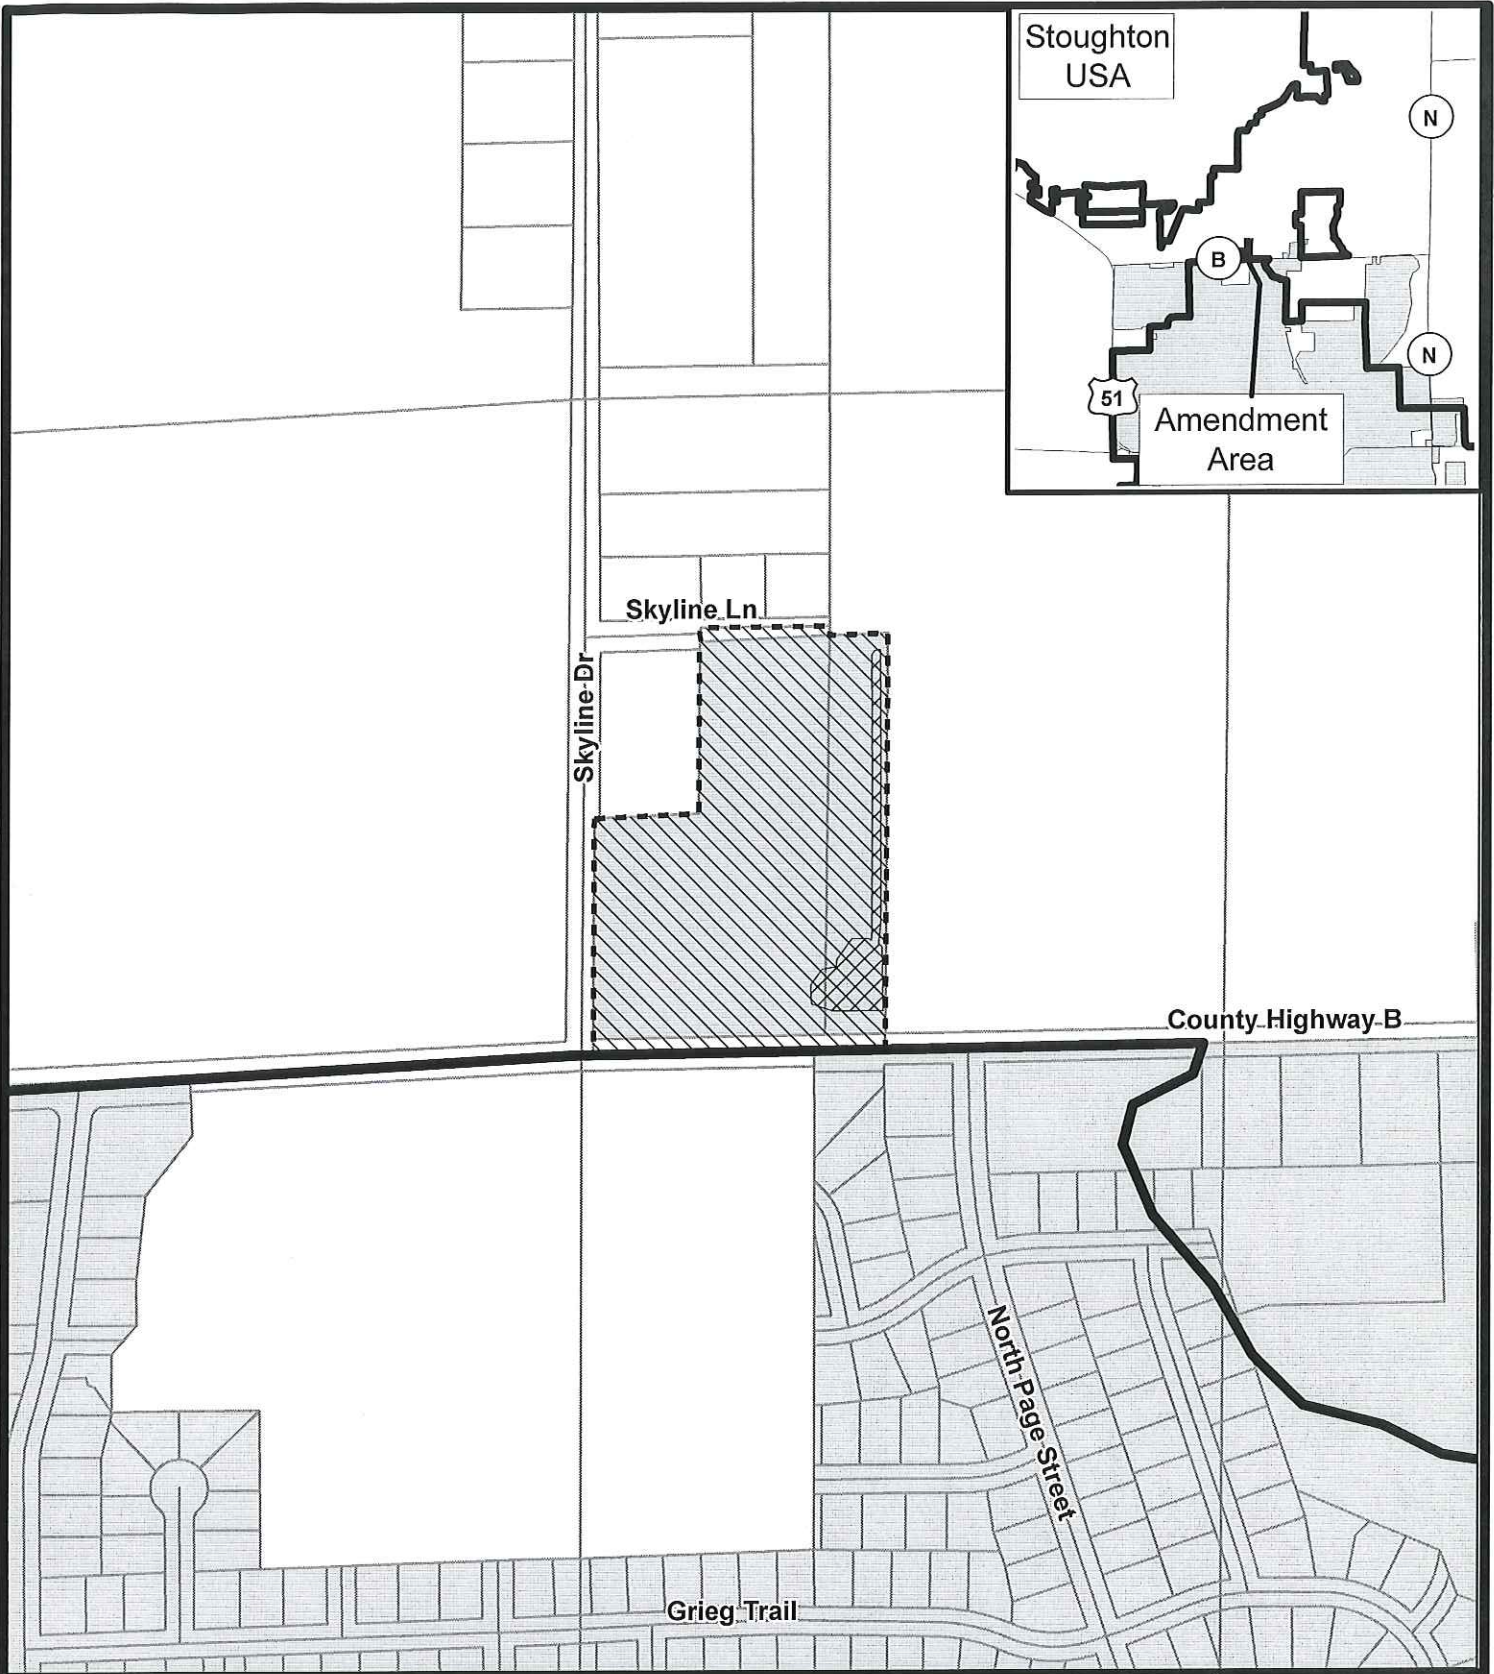 Stoughton
USA
N
B
N
51
Amendment
Area
Skyline Ln
Skyline Dr
County Highway B
North Page Street
Grieg Trail